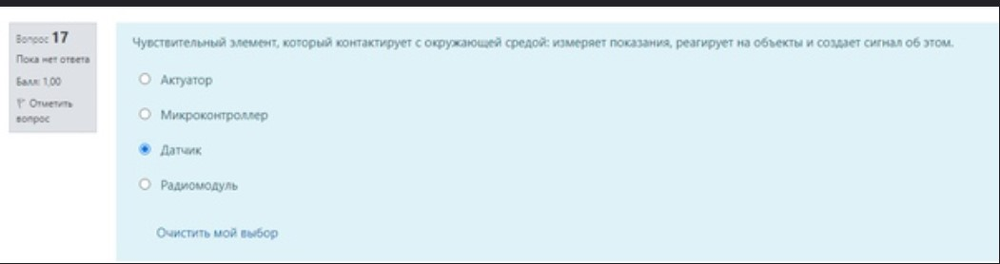 Вопрос 17
Пока нет ответа
Балл: 1,00
Отметить
вопрос
Чувствительный элемент, который контактирует с окружающей средой: измеряет показания, реагирует на объекты и создает сигнал об этом.
Актуатор
Микроконтроллер
Датчик
Радиомодуль
Очистить мой выбор